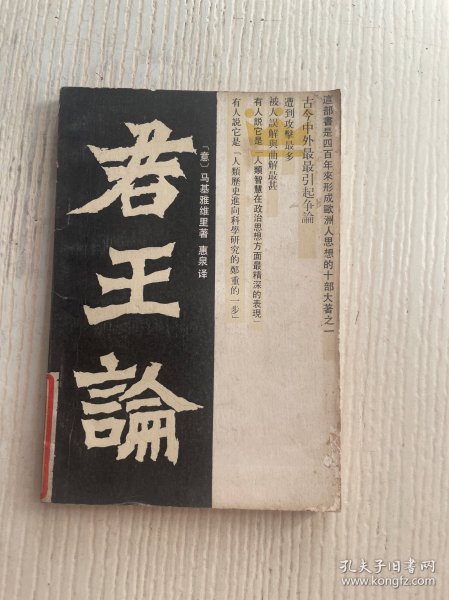 這部書是四百年來形成歐洲人思想的十部大著之一
古今中外最最引起爭論
遭到攻擊最多
被人誤解與曲解最甚
有人說它是「人類智慧在政治思想方面最精深的表現」
有人說它是「人類歷史進向科學研究的鄭重的一步」
〔意〕马基雅维里著 惠泉 译
君王論
孔夫子旧书网
www.kongfz.com